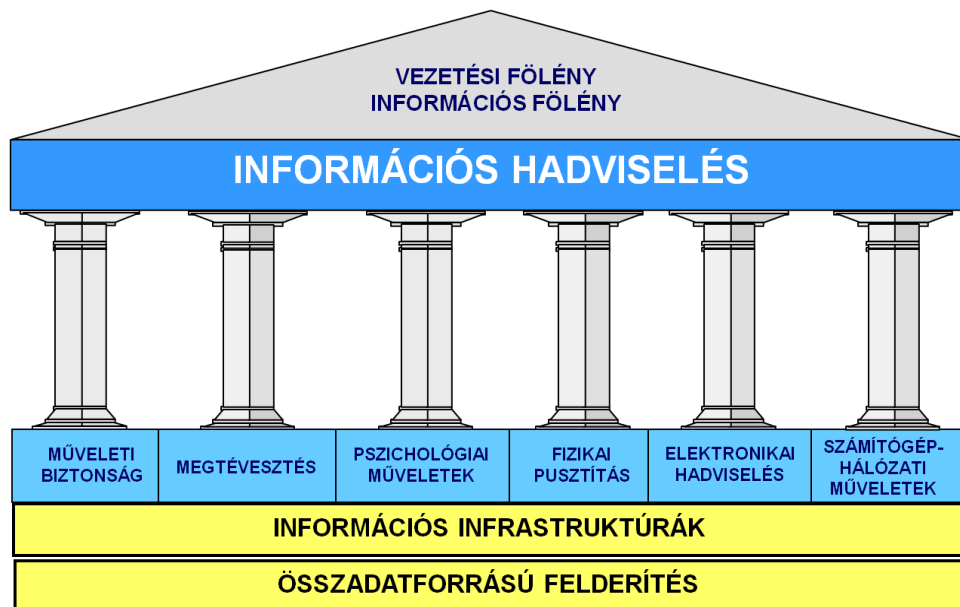 VEZETÉSI FÖLÉNY
INFORMÁCIÓS FÖLÉNY
INFORMÁCIÓS HADVISELÉS
MŰVELETI
BIZTONSÁG
MEGTÉVESZTÉS
PSZICHOLÓGIAI
MŰVELETEK
FIZIKAI
PUSZTÍTÁS
ELEKTRONIKAI
HADVISELÉS
SZÁMÍTÓGÉP-
HÁLÓZATI
MŰVELETEK
INFORMÁCIÓS INFRASTRUKTÚRÁK
ÖSSZADATFORRÁSÚ FELDERÍTÉS